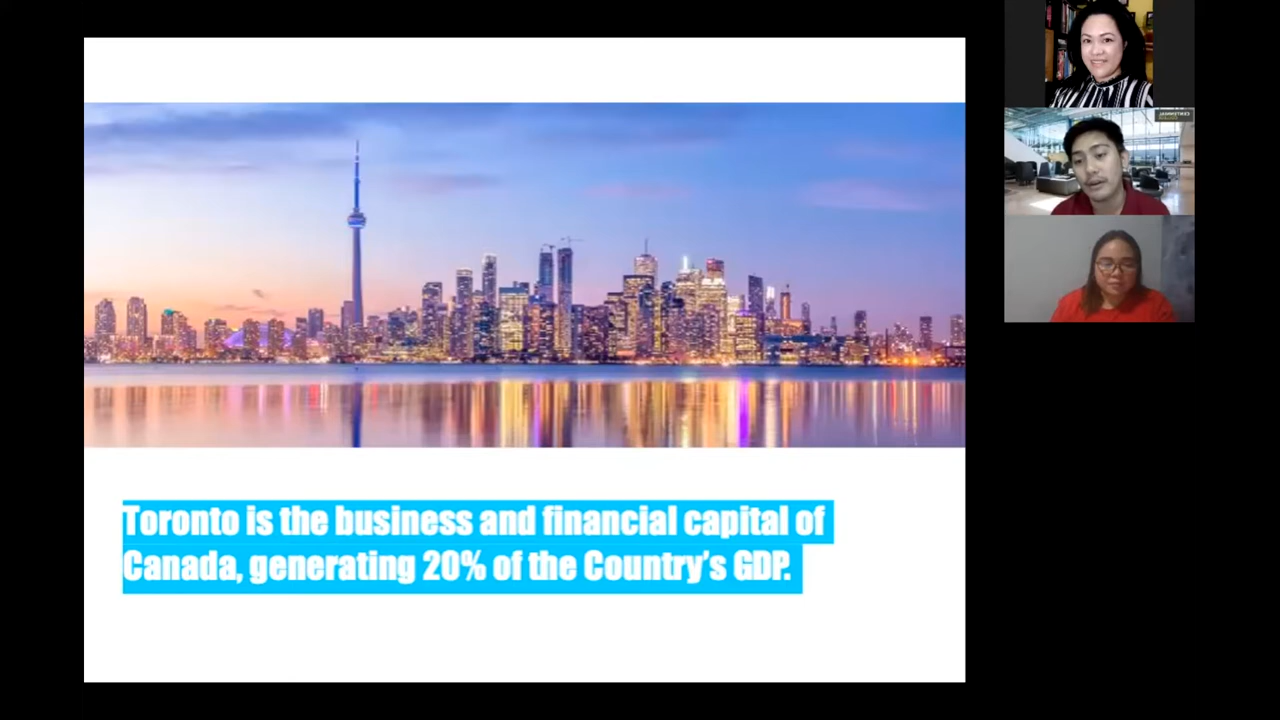 Toronto is the business and financial capital of
Canada, generating 20% of the Country's GDP.